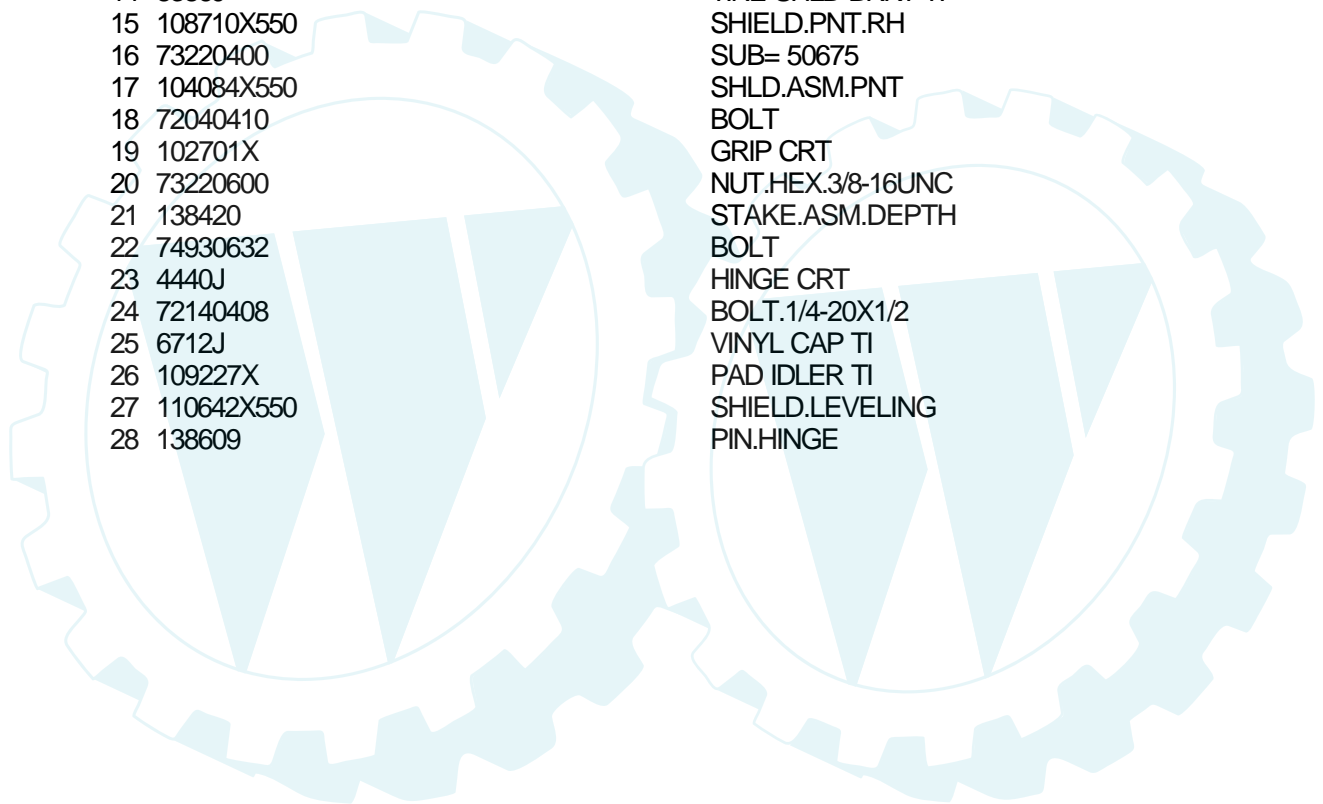 15 108710X550 SHIELD.PNT.RH
16 73220400 SUB= 50675
17 104084X550 SHLD.ASM.PNT
18 72040410 BOLT
19 102701X GRIP CRT
20 73220600 NUT.HEX.3/8-16UNC
21 138420 STAKE.ASM.DEPTH
22 74930632 BOLT
23 4440J HINGE CRT
24 72140408 BOLT.1/4-20X1/2
25 6712J VINYL CAP TI
26 109227X PAD IDLER TI
27 110642X550 SHIELD.LEVELING
28 138609 PIN.HINGE